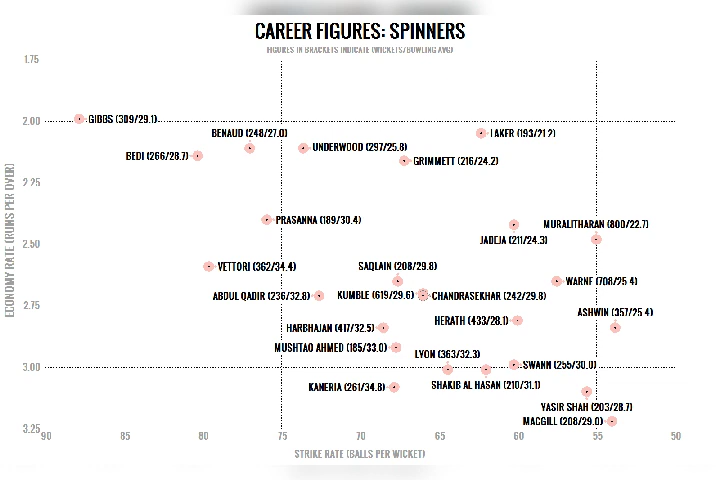 CAREER FIGURES: SPINNERS
FIGURES IN BRACKETS INDICATE (WICKETS/BOWLING AVG)
1.75
2.00
2.25
2.50
2.75
3.00
3.25
ECONOMY RATE (RUNS PER OVER)
GIBBS (309/29.1)
BENAUD (248/27.0)
LAKER (193/21.2)
BEDI (266/28.7)
UNDERWOOD (297/25.8)
GRIMMETT (216/24.2)
PRASANNA (189/30.4)
MURALITHARAN (800/22.7)
JADEJA (211/24.3)
VETTORI (362/34.4)
SAQLAIN (208/29.8)
WARNE (708/25.4)
ABDUL QADIR (236/32.8)
KUMBLE (619/29.6)
CHANDRASEKHAR (242/29.8)
ASHWIN (357/25.4)
HERATH (433/28.1)
HARBHAJAN (417/32.5)
MUSHTAQ AHMED (185/33.0)
LYON (363/32.3)
SWANN (255/30.0)
KANERIA (261/34.8)
SHAKIB AL HASAN (210/31.1)
YASIR SHAH (203/28.7)
MACGILL (208/29.0)
90 85 80 75 70 65 60 55 50
STRIKE RATE (BALLS PER WICKET)